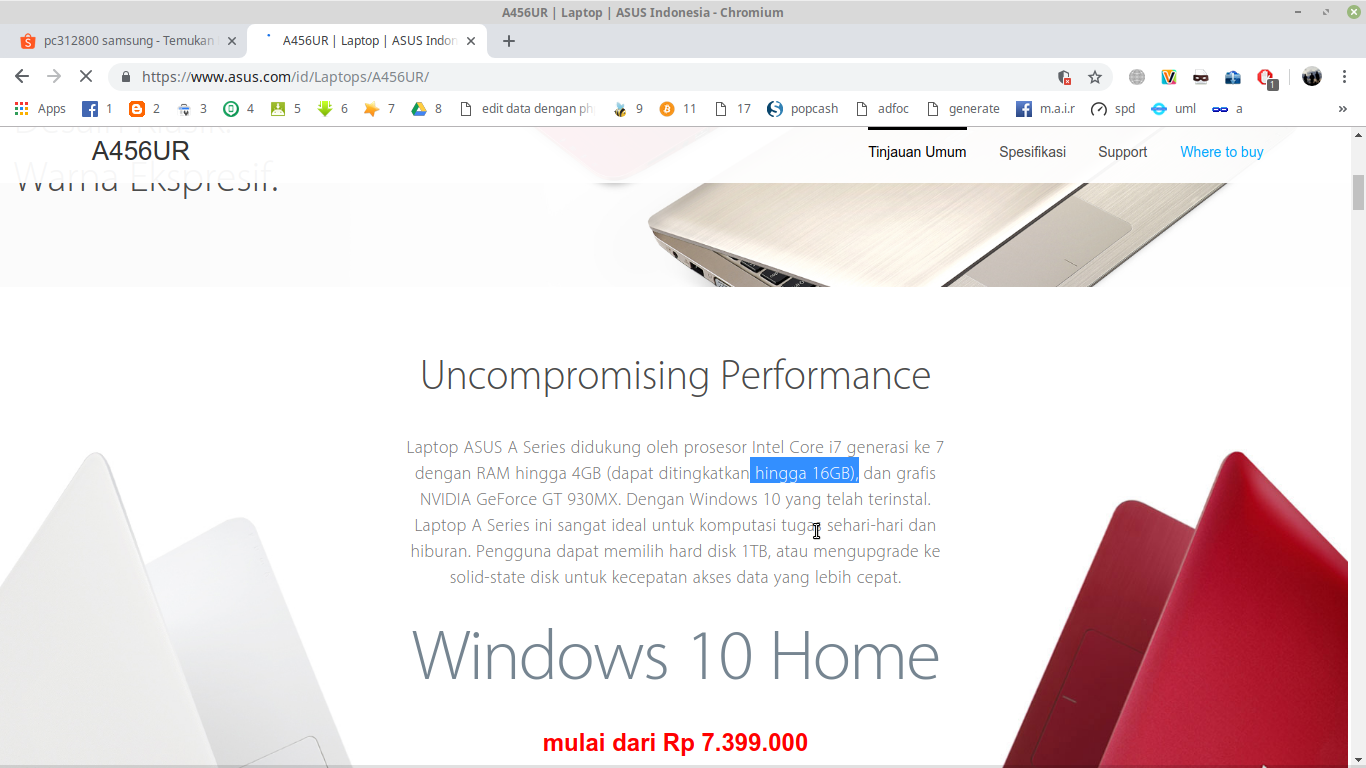 A456UR | Laptop | ASUS Indonesia - Chromium
pc312800 samsung - Temukan
A456UR | Laptop | ASUS Indon
https://www.asus.com/id/Laptops/A456UR/
1
Apps 1 2 3 4 5 6 7 8 edit data dengan ph 9 11 17 popcash adfoc generate m.a.i.r spd uml a »
Desain Klasik.
A456UR
Tinjauan Umum Spesifikasi Support Where to buy
Warna Ekspresif.
Uncompromising Performance
Laptop ASUS A Series didukung oleh prosesor Intel Core i7 generasi ke 7
dengan RAM hingga 4GB (dapat ditingkatkan hingga 16GB), dan grafis
NVIDIA GeForce GT 930MX. Dengan Windows 10 yang telah terinstal.
Laptop A Series ini sangat ideal untuk komputasi tugas sehari-hari dan
hiburan. Pengguna dapat memilih hard disk 1TB, atau mengupgrade ke
solid-state disk untuk kecepatan akses data yang lebih cepat.
Windows 10 Home
mulai dari Rp 7.399.000